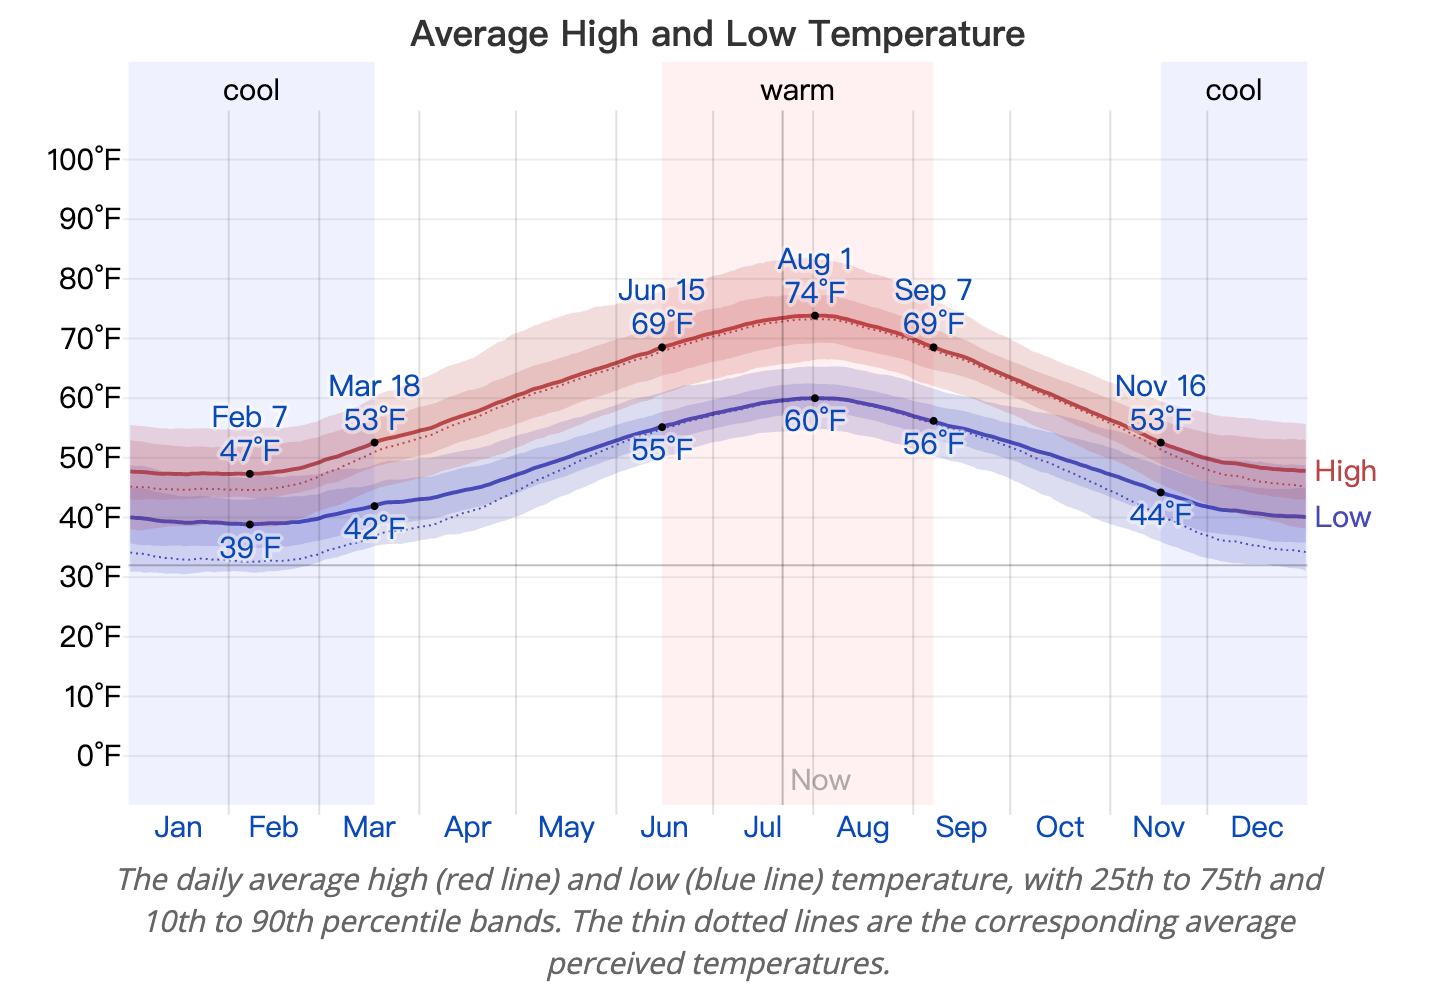 Average High and Low Temperature
cool
warm
cool
100°F
90°F
80°F
70°F
60°F
50°F
40°F
30°F
20°F
10°F
0°F
Feb 7
47°F
39°F
Mar 18
53°F
42°F
Jun 15
69°F
55°F
Aug 1
74°F
60°F
Sep 7
69°F
56°F
Nov 16
53°F
44°F
High
Low
Now
Jan Feb Mar Apr May Jun Jul Aug Sep Oct Nov Dec
The daily average high (red line) and low (blue line) temperature, with 25th to 75th and
10th to 90th percentile bands. The thin dotted lines are the corresponding average
perceived temperatures.